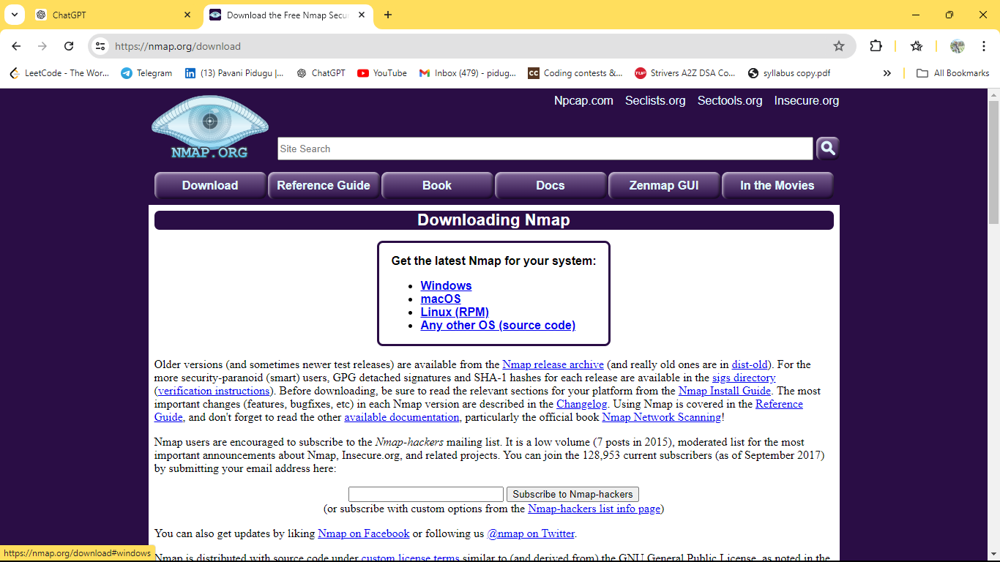 ChatGPT
Download the Free Nmap Secu
https://nmap.org/download
LeetCode - The Wor...
Telegram
(13) Pavani Pidugu |...
ChatGPT
YouTube
Inbox (479) - pidug...
Coding contests &...
Strivers A2Z DSA Co...
syllabus copy.pdf
All Bookmarks
Npcap.com Seclists.org Sectools.org Insecure.org
NMAP.ORG
Site Search
Download
Reference Guide
Book
Docs
Zenmap GUI
In the Movies
Downloading Nmap
Get the latest Nmap for your system:
• Windows
• macOS
• Linux (RPM)
• Any other OS (source code)
Older versions (and sometimes newer test releases) are available from the Nmap release archive (and really old ones are in dist-old). For the
more security-paranoid (smart) users, GPG detached signatures and SHA-1 hashes for each release are available in the sigs directory
(verification instructions). Before downloading, be sure to read the relevant sections for your platform from the Nmap Install Guide. The most
important changes (features, bugfixes, etc) in each Nmap version are described in the Changelog. Using Nmap is covered in the Reference
Guide, and don't forget to read the other available documentation, particularly the official book Nmap Network Scanning!
Nmap users are encouraged to subscribe to the Nmap-hackers mailing list. It is a low volume (7 posts in 2015), moderated list for the most
important announcements about Nmap, Insecure.org, and related projects. You can join the 128,953 current subscribers (as of September 2017)
by submitting your email address here:
Subscribe to Nmap-hackers
(or subscribe with custom options from the Nmap-hackers list info page)
You can also get updates by liking Nmap on Facebook or following us @nmap on Twitter.
https://nmap.org/download#windows
Nmap is distributed with source code under custom license terms similar to (and derived from) the GNU General Public License, as noted in the